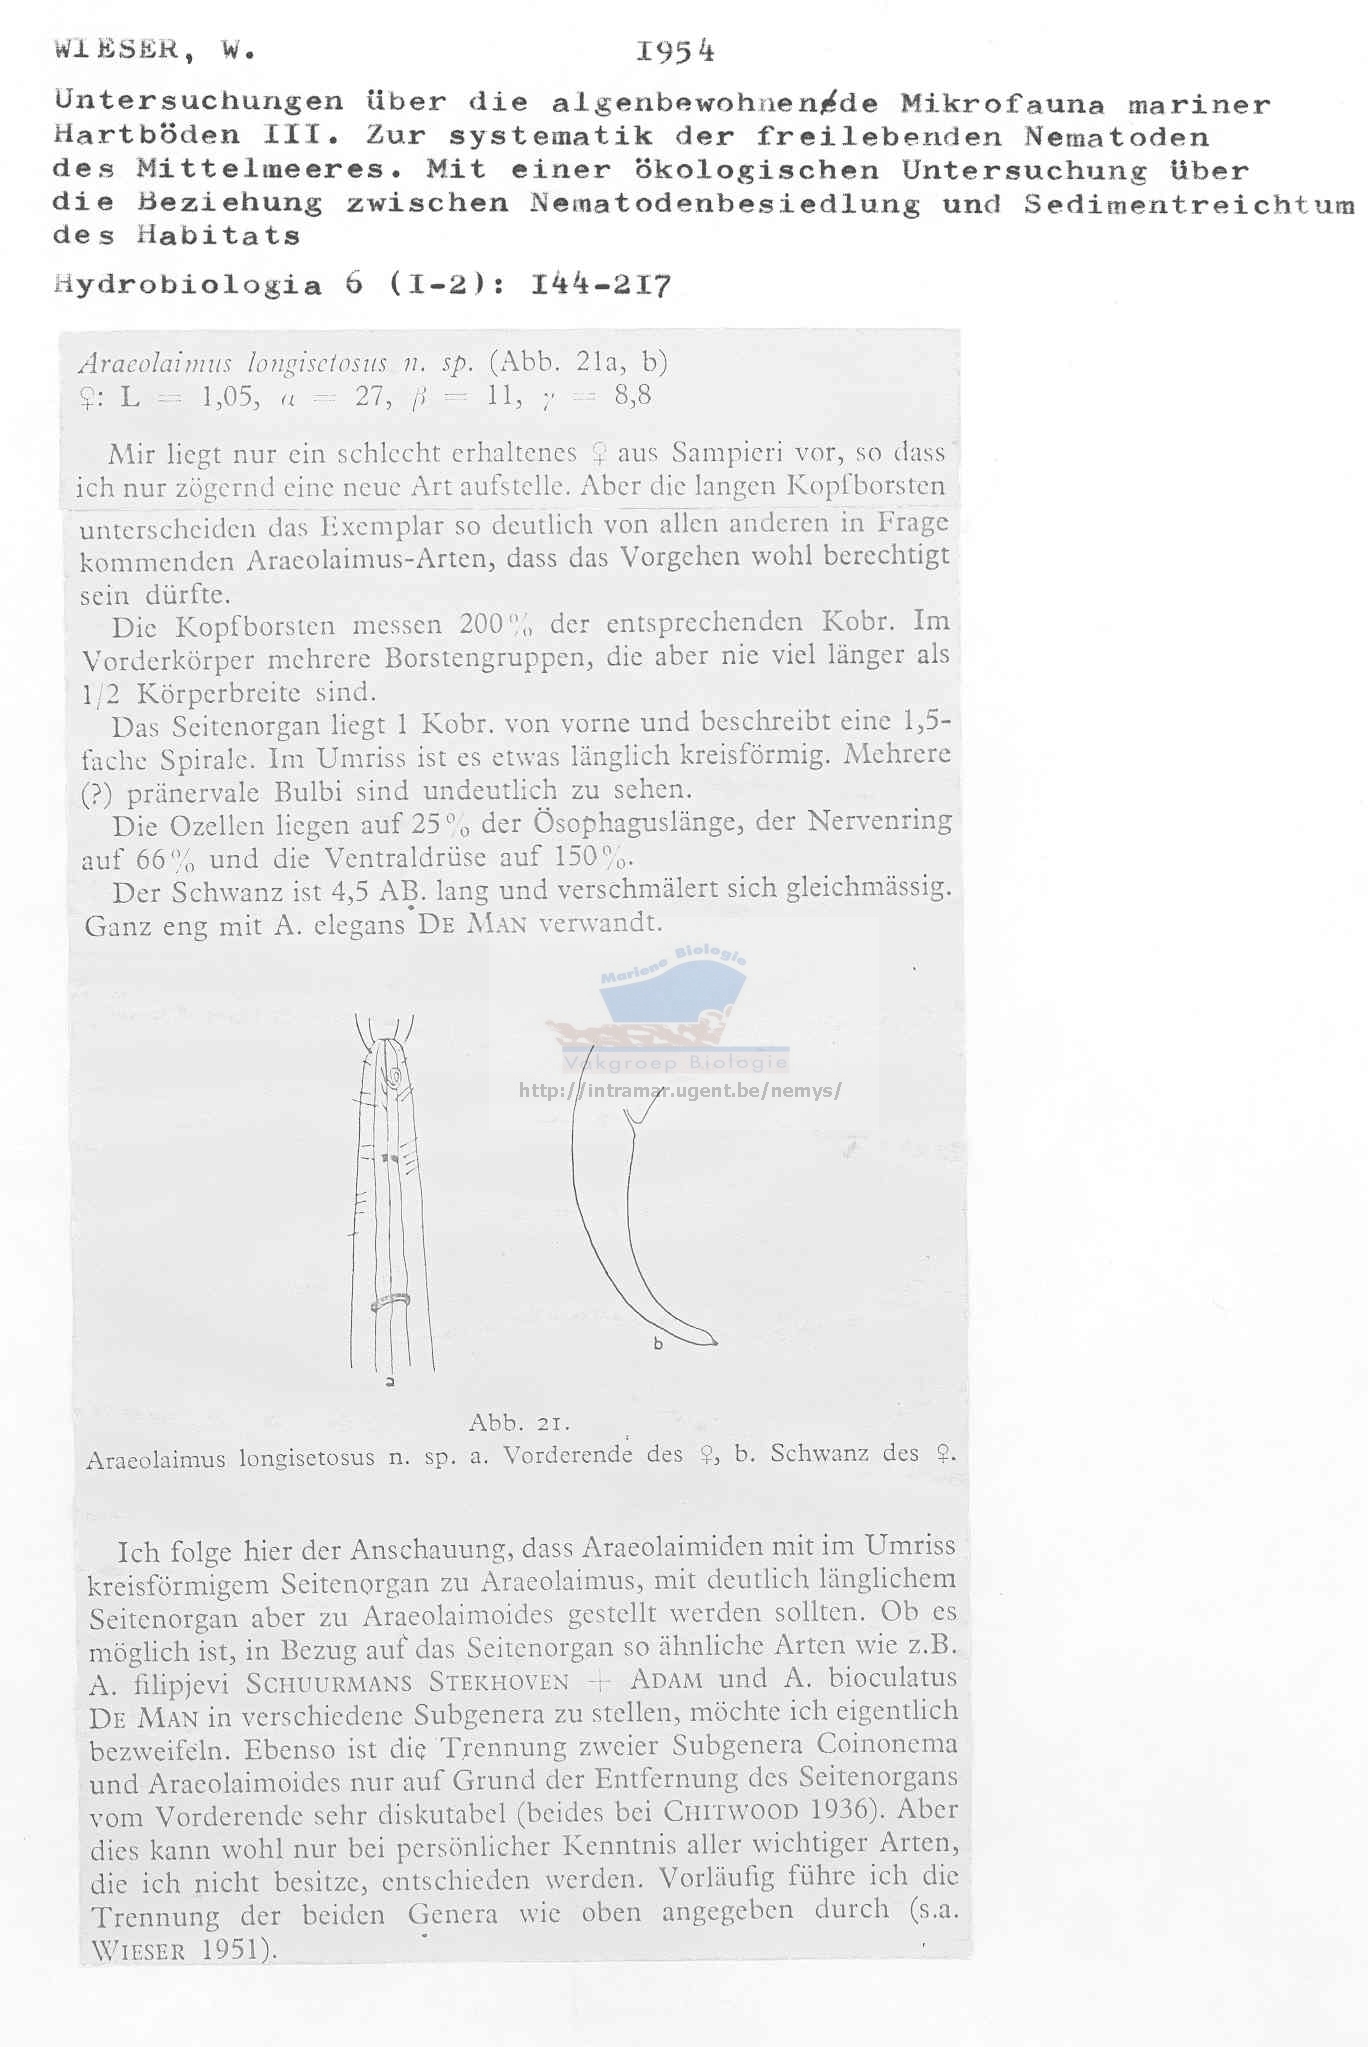 WIESER, W. 1954
Untersuchungen über die algenbewohnende Mikrofauna mariner
Hartböden III. Zur systematik der freilebenden Nematoden
des Mittelmeeres. Mit einer ökologischen Untersuchung über
die Beziehung zwischen Nematodenbesiedlung und Sedimentreichtum
des Habitats
Hydrobiologia 6 (I-2): I44-2I7
Araeolaimus longisetosus n. sp. (Abb. 21a, b)
♀: L = 1,05, α = 27, β = 11, γ = 8,8
Mir liegt nur ein schlecht erhaltenes ♀ aus Sampieri vor, so dass
ich nur zögernd eine neue Art aufstelle. Aber die langen Kopfborsten
unterscheiden das Exemplar so deutlich von allen anderen in Frage
kommenden Araeolaimus-Arten, dass das Vorgehen wohl berechtigt
sein dürfte.
Die Kopfborsten messen 200% der entsprechenden Kobr. Im
Vorderkörper mehrere Borstengruppen, die aber nie viel länger als
1/2 Körperbreite sind.
Das Seitenorgan liegt 1 Kobr. von vorne und beschreibt eine 1,5-
fache Spirale. Im Umriss ist es etwas länglich kreisförmig. Mehrere
(?) pränervale Bulbi sind undeutlich zu sehen.
Die Ozellen liegen auf 25% der Ösophaguslänge, der Nervenring
auf 66% und die Ventraldrüse auf 150%.
Der Schwanz ist 4,5 AB. lang und verschmälert sich gleichmässig.
Ganz eng mit A. elegans DE MAN verwandt.
Mariene Biologie
Vakgroep Biologie
http://intramar.ugent.be/nemys/
b
a
Abb. 21.
Araeolaimus longisetosus n. sp. a. Vorderende des ♀, b. Schwanz des ♀.
Ich folge hier der Anschauung, dass Araeolaimiden mit im Umriss
kreisförmigem Seitenorgan zu Araeolaimus, mit deutlich länglichem
Seitenorgan aber zu Araeolaimoides gestellt werden sollten. Ob es
möglich ist, in Bezug auf das Seitenorgan so ähnliche Arten wie z.B.
A. filipjevi SCHUURMANS STEKHOVEN + ADAM und A. bioculatus
DE MAN in verschiedene Subgenera zu stellen, möchte ich eigentlich
bezweifeln. Ebenso ist die Trennung zweier Subgenera Coinonema
und Araeolaimoides nur auf Grund der Entfernung des Seitenorgans
vom Vorderende sehr diskutabel (beides bei CHITWOOD 1936). Aber
dies kann wohl nur bei persönlicher Kenntnis aller wichtiger Arten,
die ich nicht besitze, entschieden werden. Vorläufig führe ich die
Trennung der beiden Genera wie oben angegeben durch (s.a.
WIESER 1951).